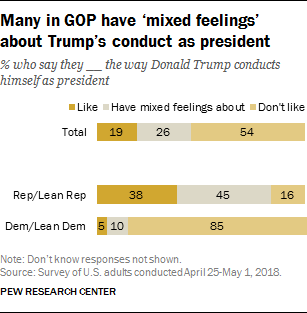 Many in GOP have ‘mixed feelings’
about Trump’s conduct as president
% who say they __ the way Donald Trump conducts
himself as president
Like Have mixed feelings about Don't like
Total 19 26 54
Rep/Lean Rep 38 45 16
Dem/Lean Dem 5 10 85
Note: Don’t know responses not shown.
Source: Survey of U.S. adults conducted April 25-May 1, 2018.
PEW RESEARCH CENTER